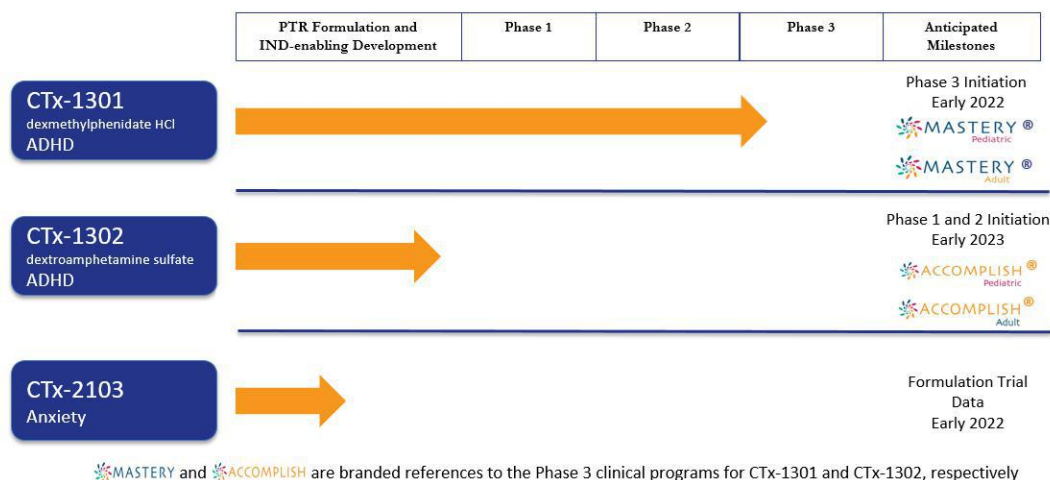 PTR Formulation and
IND-enabling Development
Phase 1
Phase 2
Phase 3
Anticipated
Milestones
CTx-1301
dexmethylphenidate HCl
ADHD
Phase 3 Initiation
Early 2022
MASTERY ®
Pediatric
MASTERY ®
Adult
CTx-1302
dextroamphetamine sulfate
ADHD
Phase 1 and 2 Initiation
Early 2023
ACCOMPLISH ®
Pediatric
ACCOMPLISH ®
Adult
CTx-2103
Anxiety
Formulation Trial
Data
Early 2022
MASTERY and ACCOMPLISH are branded references to the Phase 3 clinical programs for CTx-1301 and CTx-1302, respectively